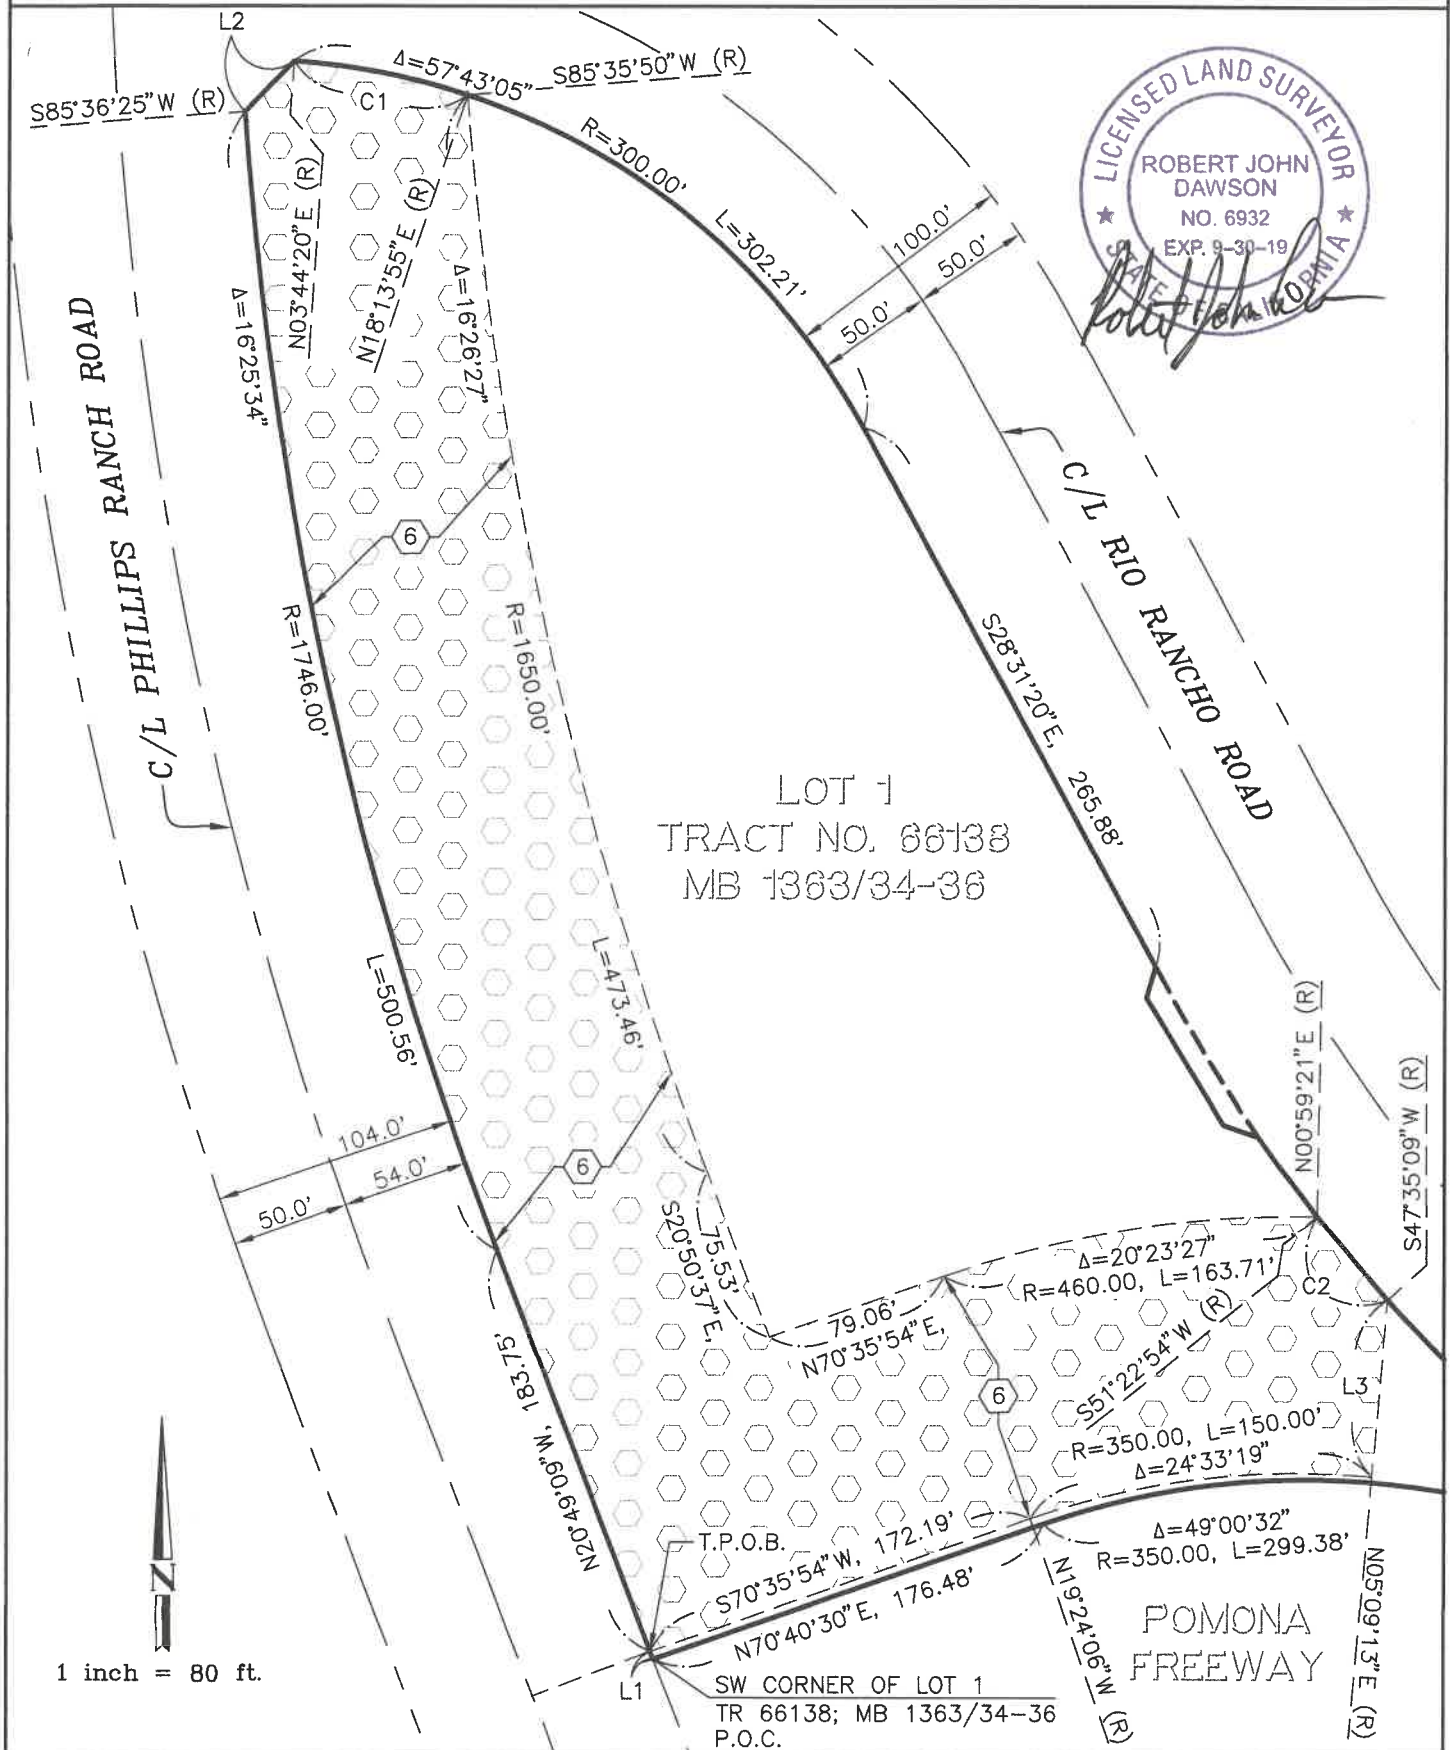 L2
Δ=57°43'05"
S85°35'50"W (R)
S85°36'25"W (R)
C1
R=300.00'
L=302.21'
N03°44'20"E (R)
N18°13'55"E (R)
Δ=16°26'27"
Δ=16°25'34"
100.0'
50.0'
50.0'
LICENSED LAND SURVEYOR
ROBERT JOHN
DAWSON
NO. 6932
EXP. 9-30-19
STATE OF CALIFORNIA
C/L PHILLIPS RANCH ROAD
C/L RIO RANCHO ROAD
6
R=1746.00'
R=1650.00'
S28°31'20"E, 265.88'
LOT 1
TRACT NO. 66138
MB 1363/34-36
L=500.56'
L=473.46'
N00°59'21"E (R)
S47°35'09"W (R)
104.0'
54.0'
50.0'
6
S20°50'37"E,
75.53'
Δ=20°23'27"
R=460.00, L=163.71'
C2
79.06'
N70°35'54"E,
S51°22'54"W (R)
6
L3
R=350.00, L=150.00'
Δ=24°33'19"
N20°49'09"W, 183.75'
T.P.O.B.
S70°35'54"W, 172.19'
N70°40'30"E, 176.48'
Δ=49°00'32"
R=350.00, L=299.38'
N19°24'06"W (R)
N05°09'13"E (R)
POMONA
FREEWAY
N
1 inch = 80 ft.
L1
SW CORNER OF LOT 1
TR 66138; MB 1363/34-36
P.O.C.